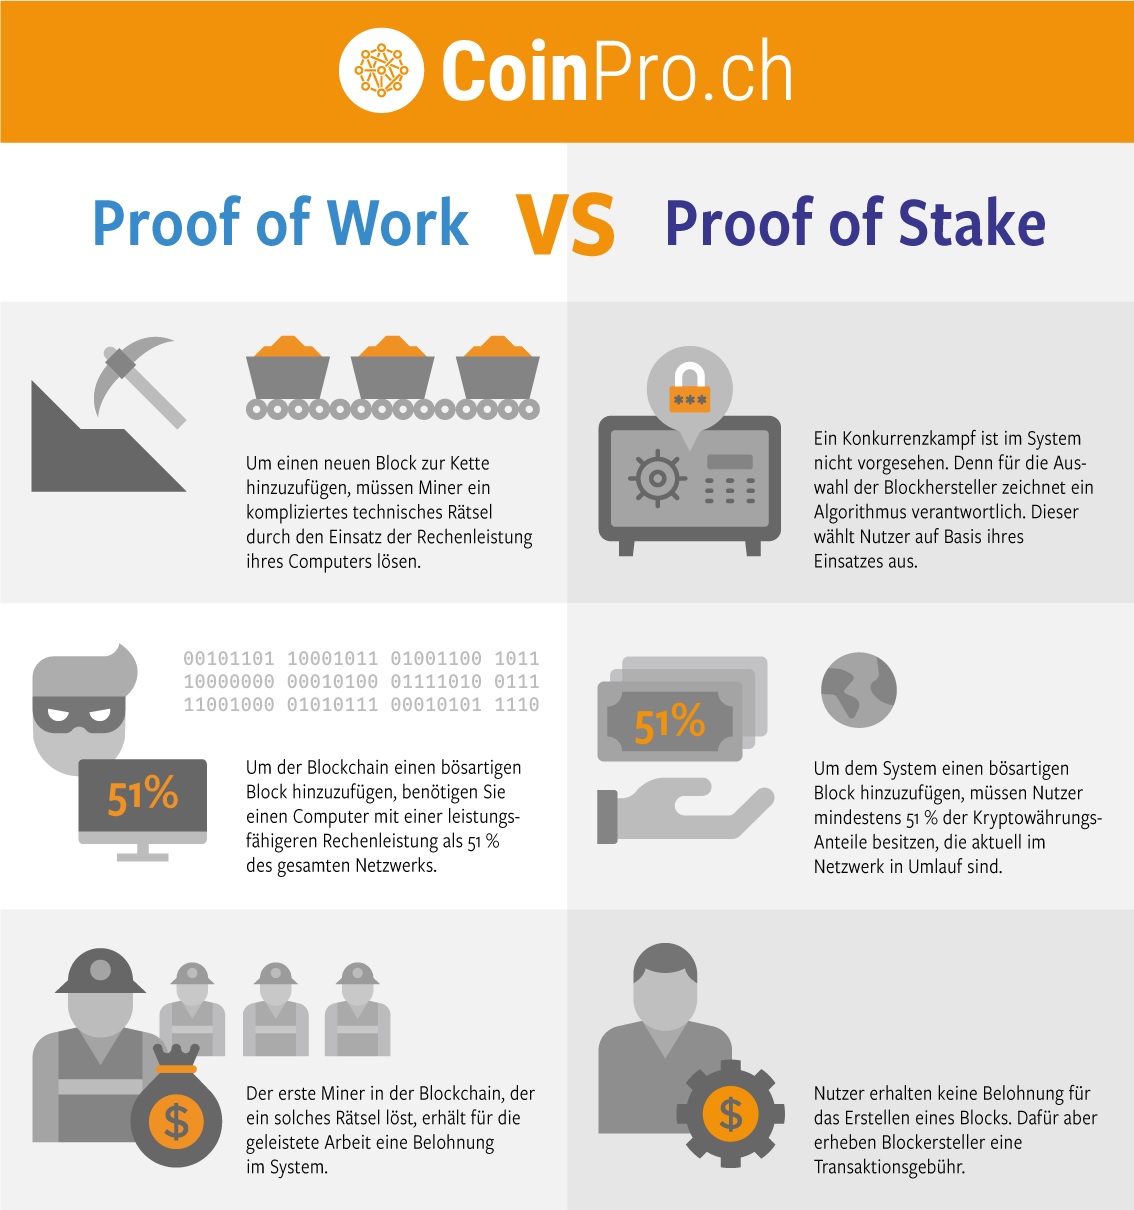 CoinPro.ch
Proof of Work VS Proof of Stake
Um einen neuen Block zur Kette
hinzuzufügen, müssen Miner ein
kompliziertes technisches Rätsel
durch den Einsatz der Rechenleistung
ihres Computers lösen.
***
Ein Konkurrenzkampf ist im System
nicht vorgesehen. Denn für die Aus-
wahl der Blockhersteller zeichnet ein
Algorithmus verantwortlich. Dieser
wählt Nutzer auf Basis ihres
Einsatzes aus.
00101101 10001011 01001100 1011
10000000 00010100 01111010 0111
11001000 01010111 00010101 1110
51%
Um der Blockchain einen bösartigen
Block hinzuzufügen, benötigen Sie
einen Computer mit einer leistungs-
fähigeren Rechenleistung als 51 %
des gesamten Netzwerks.
51%
Um dem System einen bösartigen
Block hinzuzufügen, müssen Nutzer
mindestens 51 % der Kryptowährungs-
Anteile besitzen, die aktuell im
Netzwerk in Umlauf sind.
$
Der erste Miner in der Blockchain, der
ein solches Rätsel löst, erhält für die
geleistete Arbeit eine Belohnung
im System.
$
Nutzer erhalten keine Belohnung für
das Erstellen eines Blocks. Dafür aber
erheben Blockersteller eine
Transaktionsgebühr.